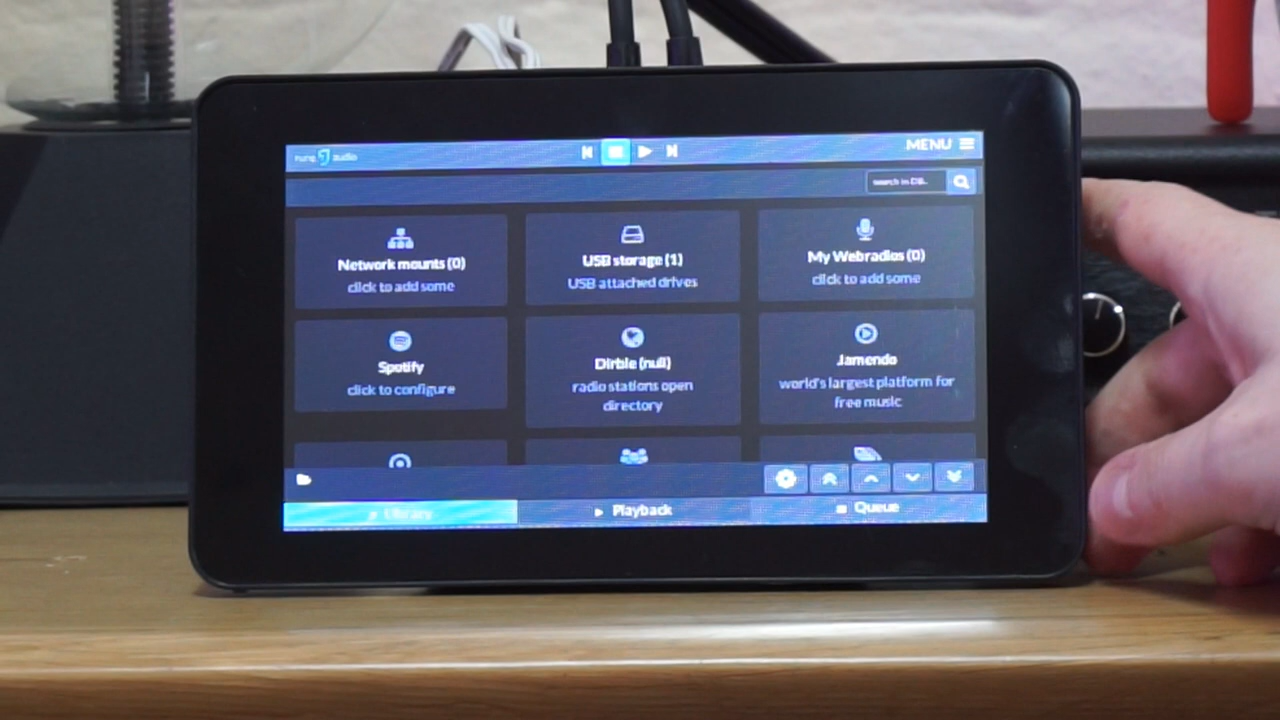 rune audio
MENU
search in DB..
Network mounts (0)
click to add some
USB storage (1)
USB attached drives
My Webradios (0)
click to add some
Spotify
click to configure
Dirble (null)
radio stations open
directory
Jamendo
world's largest platform for
free music
Library
Playback
Queue